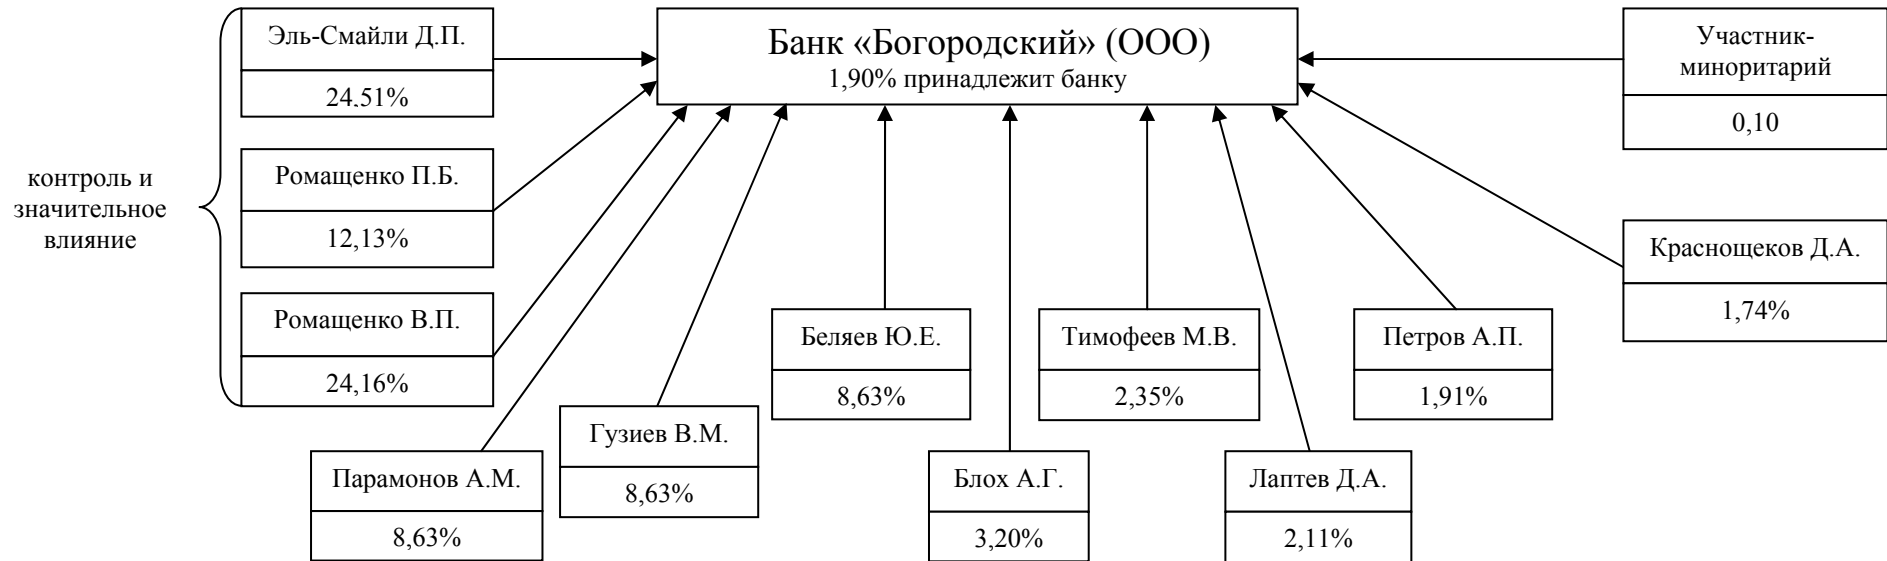 Эль-Смайли Д.П.
24,51%
Банк «Богородский» (ООО)
1,90% принадлежит банку
Участник-
миноритарий
0,10
контроль и
значительное
влияние
Ромащенко П.Б.
12,13%
Краснощеков Д.А.
1,74%
Ромащенко В.П.
24,16%
Беляев Ю.Е.
8,63%
Тимофеев М.В.
2,35%
Петров А.П.
1,91%
Гузиев В.М.
8,63%
Парамонов А.М.
8,63%
Блох А.Г.
3,20%
Лаптев Д.А.
2,11%